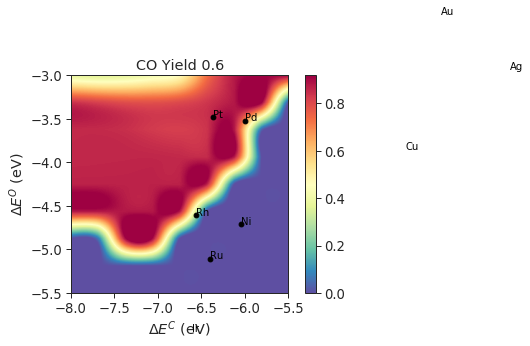 Au
CO Yield 0.6
Ag
−3.0
0.8
Pt
Pd
−3.5
Cu
0.6
−4.0
ΔE^O (eV)
0.4
−4.5
Rh
Ni
0.2
−5.0
Ru
−5.5
0.0
−8.0 −7.5 −7.0 −6.5 −6.0 −5.5
ΔE^C (eV)
Ir